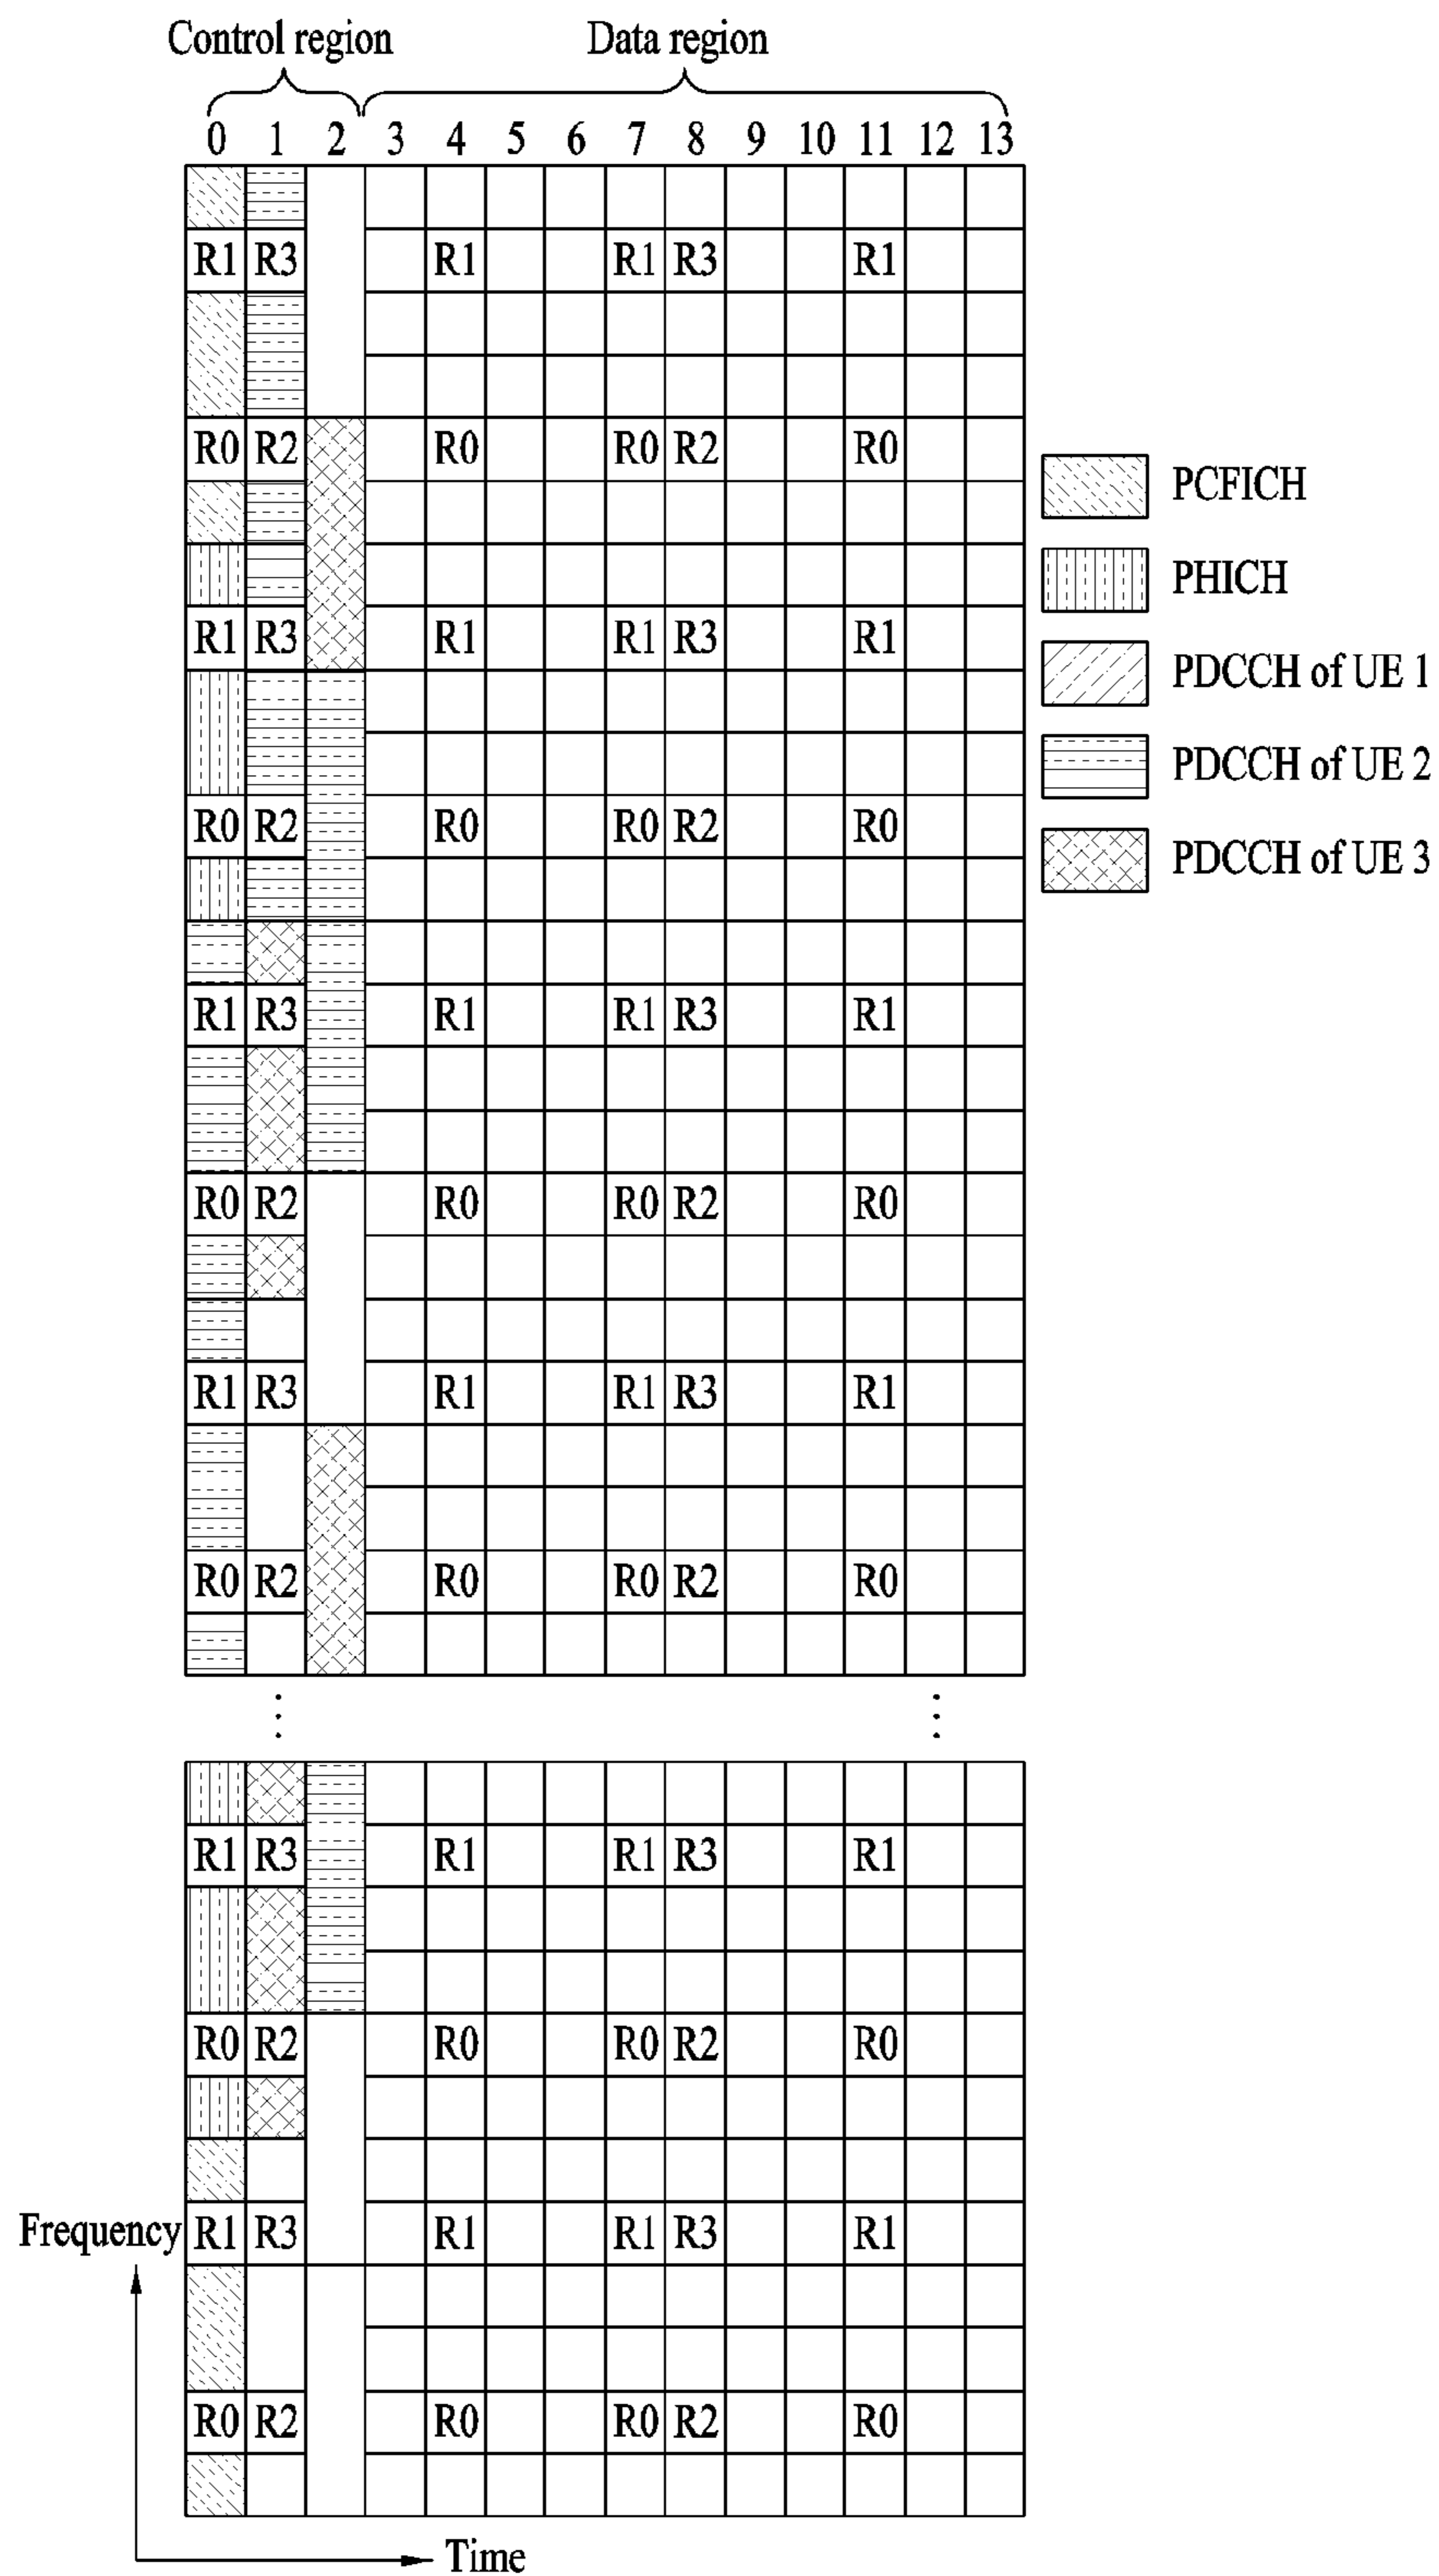 Control region Data region
0 1 2 3 4 5 6 7 8 9 10 11 12 13
R1 R3 R1 R1 R3 R1
R0 R2 R0 R0 R2 R0
PCFICH
PHICH
R1 R3 R1 R1 R3 R1
PDCCH of UE 1
PDCCH of UE 2
R0 R2 R0 R0 R2 R0
PDCCH of UE 3
R1 R3 R1 R1 R3 R1
R0 R2 R0 R0 R2 R0
R1 R3 R1 R1 R3 R1
R0 R2 R0 R0 R2 R0
R1 R3 R1 R1 R3 R1
R0 R2 R0 R0 R2 R0
Frequency R1 R3 R1 R1 R3 R1
R0 R2 R0 R0 R2 R0
Time